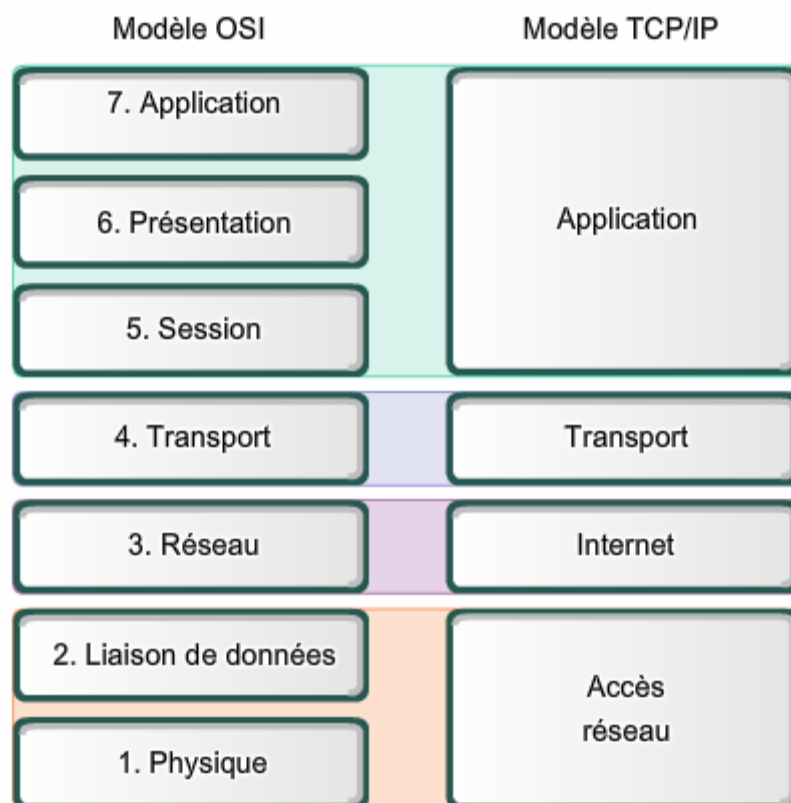 Modèle OSI
Modèle TCP/IP
7. Application
6. Présentation
5. Session
Application
4. Transport
Transport
3. Réseau
Internet
2. Liaison de données
1. Physique
Accès
réseau